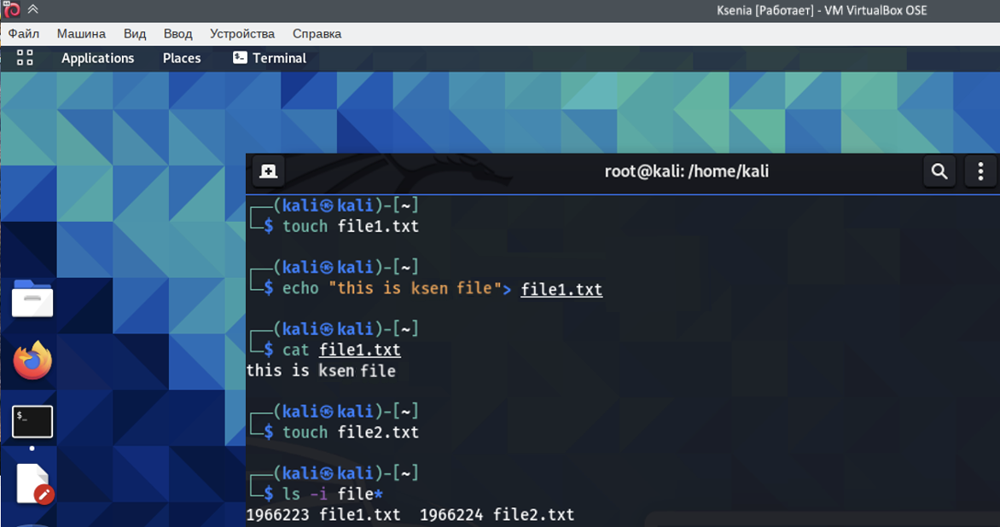 Ksenia [Работает] - VM VirtualBox OSE
Файл Машина Вид Ввод Устройства Справка
Applications Places $_ Terminal
root@kali: /home/kali
┌──(kali㉿kali)-[~]
└─$ touch file1.txt
┌──(kali㉿kali)-[~]
└─$ echo "this is ksen file"> file1.txt
┌──(kali㉿kali)-[~]
└─$ cat file1.txt
this is ksen file
┌──(kali㉿kali)-[~]
└─$ touch file2.txt
$_
┌──(kali㉿kali)-[~]
└─$ ls -i file*
1966223 file1.txt 1966224 file2.txt